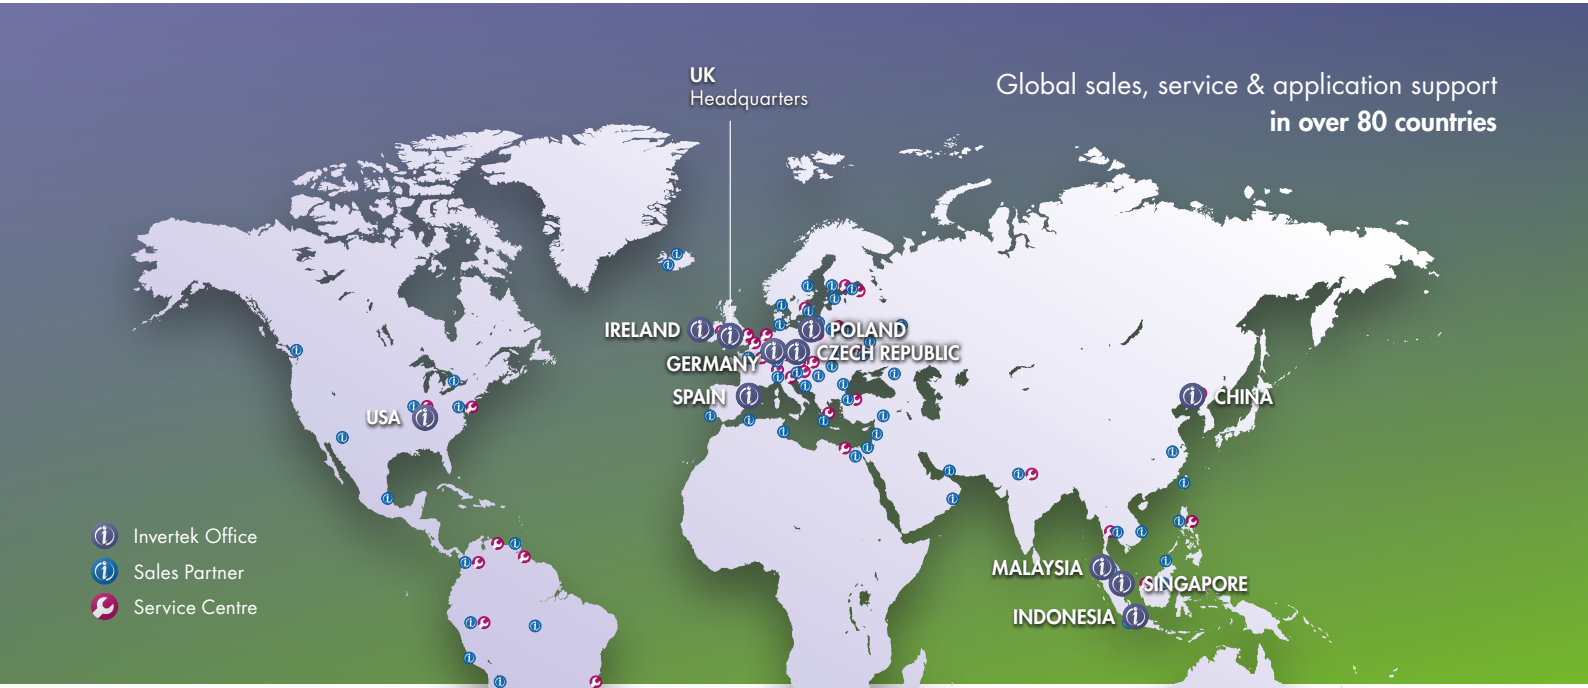 UK
Headquarters
Global sales, service & application support
in over 80 countries
IRELAND
POLAND
GERMANY
CZECH REPUBLIC
SPAIN
USA
CHINA
Invertek Office
Sales Partner
Service Centre
MALAYSIA
SINGAPORE
INDONESIA